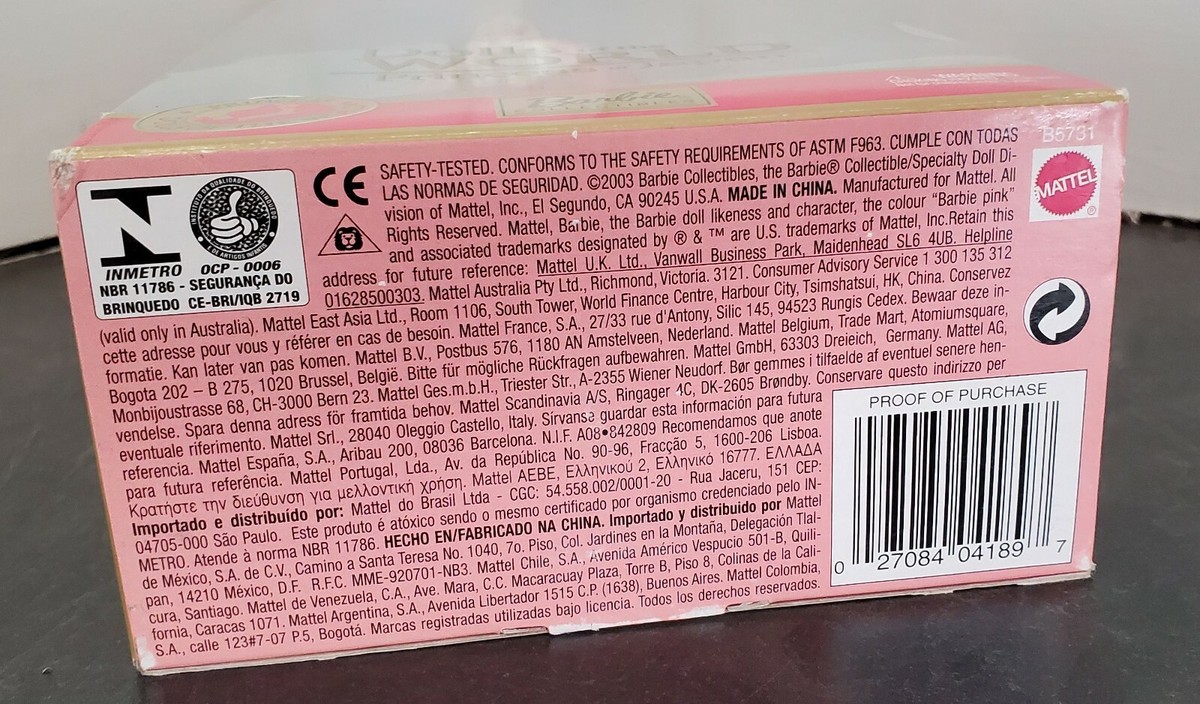 WORLD
Barbie
WARNING:
B5731
MATTEL
®
INMETRO OCP - 0006
NBR 11786 - SEGURANÇA DO
BRINQUEDO CE-BRI/IQB 2719
CE
SAFETY-TESTED. CONFORMS TO THE SAFETY REQUIREMENTS OF ASTM F963. CUMPLE CON TODAS
LAS NORMAS DE SEGURIDAD. ©2003 Barbie Collectibles, the Barbie® Collectible/Specialty Doll Di-
vision of Mattel, Inc., El Segundo, CA 90245 U.S.A. MADE IN CHINA. Manufactured for Mattel. All
Rights Reserved. Mattel, Barbie, the Barbie doll likeness and character, the colour "Barbie pink"
and associated trademarks designated by ® & ™ are U.S. trademarks of Mattel, Inc.Retain this
address for future reference: Mattel U.K. Ltd., Vanwall Business Park, Maidenhead SL6 4UB. Helpline
01628500303. Mattel Australia Pty Ltd., Richmond, Victoria. 3121. Consumer Advisory Service 1 300 135 312
(valid only in Australia). Mattel East Asia Ltd., Room 1106, South Tower, World Finance Centre, Harbour City, Tsimshatsui, HK, China. Conservez
cette adresse pour vous y référer en cas de besoin. Mattel France, S.A., 27/33 rue d'Antony, Silic 145, 94523 Rungis Cedex. Bewaar deze in-
formatie. Kan later van pas komen. Mattel B.V., Postbus 576, 1180 AN Amstelveen, Nederland. Mattel Belgium, Trade Mart, Atomiumsquare,
Bogota 202 – B 275, 1020 Brussel, België. Bitte für mögliche Rückfragen aufbewahren. Mattel GmbH, 63303 Dreieich, Germany. Mattel AG,
Monbijoustrasse 68, CH-3000 Bern 23. Mattel Ges.m.b.H., Triester Str., A-2355 Wiener Neudorf. Bør gemmes i tilfaelde af eventuel senere hen-
vendelse. Spara denna adress för framtida behov. Mattel Scandinavia A/S, Ringager 4C, DK-2605 Brøndby. Conservare questo indirizzo per
eventuale riferimento. Mattel Srl., 28040 Oleggio Castello, Italy. Sírvanse guardar esta información para futura
referencia. Mattel España, S.A., Aribau 200, 08036 Barcelona. N.I.F. A08•842809 Recomendamos que anote
para futura referência. Mattel Portugal, Lda., Av. da República No. 90-96, Fracção 5, 1600-206 Lisboa.
Κρατήστε την διεύθυνση για μελλοντική χρήση. Mattel AEBE, Ελληνικού 2, Ελληνικό 16777. ΕΛΛΑΔΑ
Importado e distribuído por: Mattel do Brasil Ltda - CGC: 54.558.002/0001-20 - Rua Jaceru, 151 CEP:
04705-000 São Paulo. Este produto é atóxico sendo o mesmo certificado por organismo credenciado pelo IN-
METRO. Atende à norma NBR 11786. HECHO EN/FABRICADO NA CHINA. Importado y distribuido por Mattel
de México, S.A. de C.V., Camino a Santa Teresa No. 1040, 7o. Piso, Col. Jardines en la Montaña, Delegación Tlal-
pan, 14210 México, D.F. R.F.C. MME-920701-NB3. Mattel Chile, S.A., Avenida Américo Vespucio 501-B, Quili-
cura, Santiago. Mattel de Venezuela, C.A., Ave. Mara, C.C. Macaracuay Plaza, Torre B, Piso 8, Colinas de la Cali-
fornia, Caracas 1071. Mattel Argentina, S.A., Avenida Libertador 1515 C.P. (1638), Buenos Aires. Mattel Colombia,
S.A., calle 123#7-07 P.5, Bogotá. Marcas registradas utilizadas bajo licencia. Todos los derechos reservados.
PROOF OF PURCHASE
0 27084 04189 7